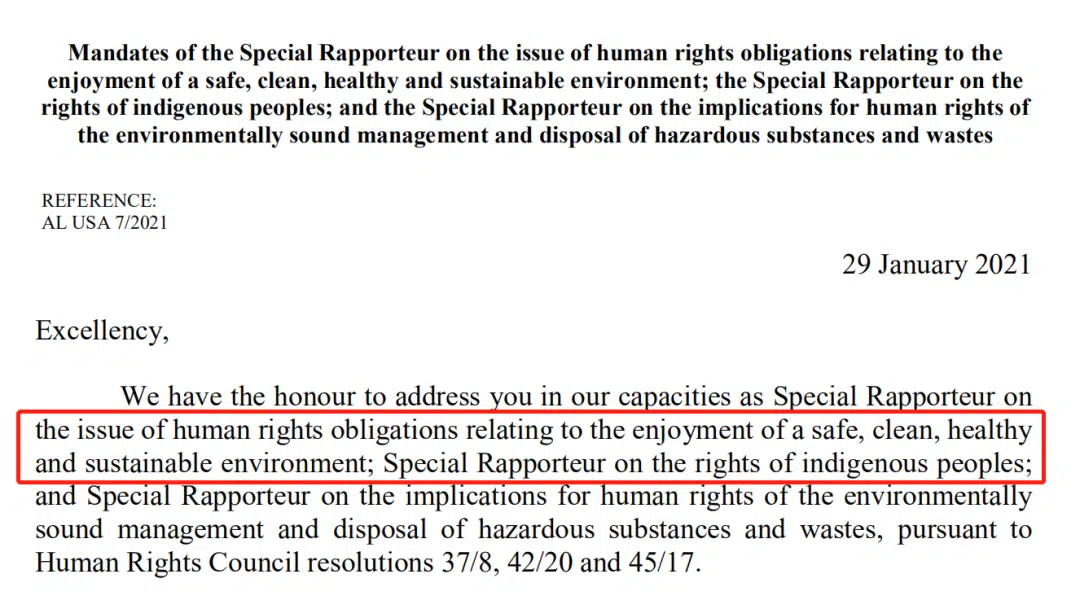 Mandates of the Special Rapporteur on the issue of human rights obligations relating to the
enjoyment of a safe, clean, healthy and sustainable environment; the Special Rapporteur on the
rights of indigenous peoples; and the Special Rapporteur on the implications for human rights of
the environmentally sound management and disposal of hazardous substances and wastes
REFERENCE:
AL USA 7/2021
29 January 2021
Excellency,
We have the honour to address you in our capacities as Special Rapporteur on
the issue of human rights obligations relating to the enjoyment of a safe, clean, healthy
and sustainable environment; Special Rapporteur on the rights of indigenous peoples;
and Special Rapporteur on the implications for human rights of the environmentally
sound management and disposal of hazardous substances and wastes, pursuant to
Human Rights Council resolutions 37/8, 42/20 and 45/17.